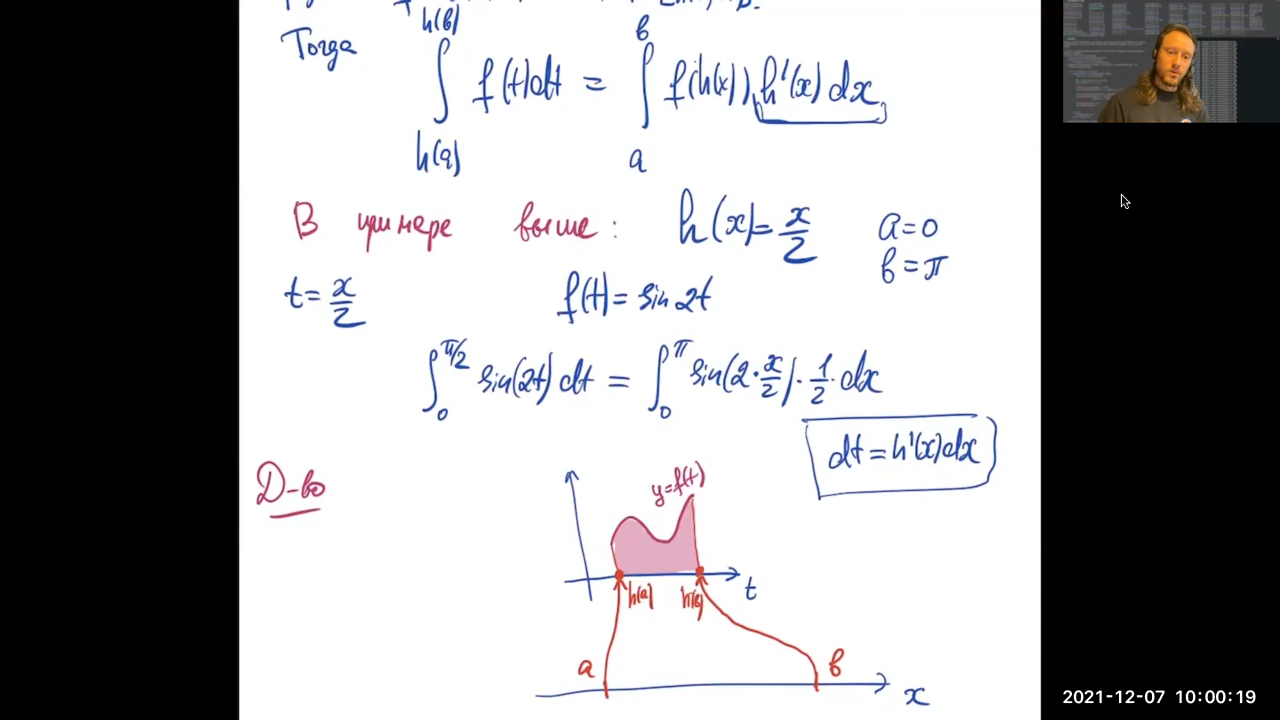 h(b)
Тогда ∫ f(t)dt = ∫ f(h(x)) h'(x) dx
b
h(a)
a
В примере выше: h(x)= x/2 a=0
b=π
t= x/2 f(t)= sin 2t
∫₀^π/2 sin(2t) dt = ∫₀^π sin(2·x/2)·1/2·dx
dt = h'(x)dx
Д-во
y=f(t)
h(a) h(b) t
a b
x
2021-12-07 10:00:19